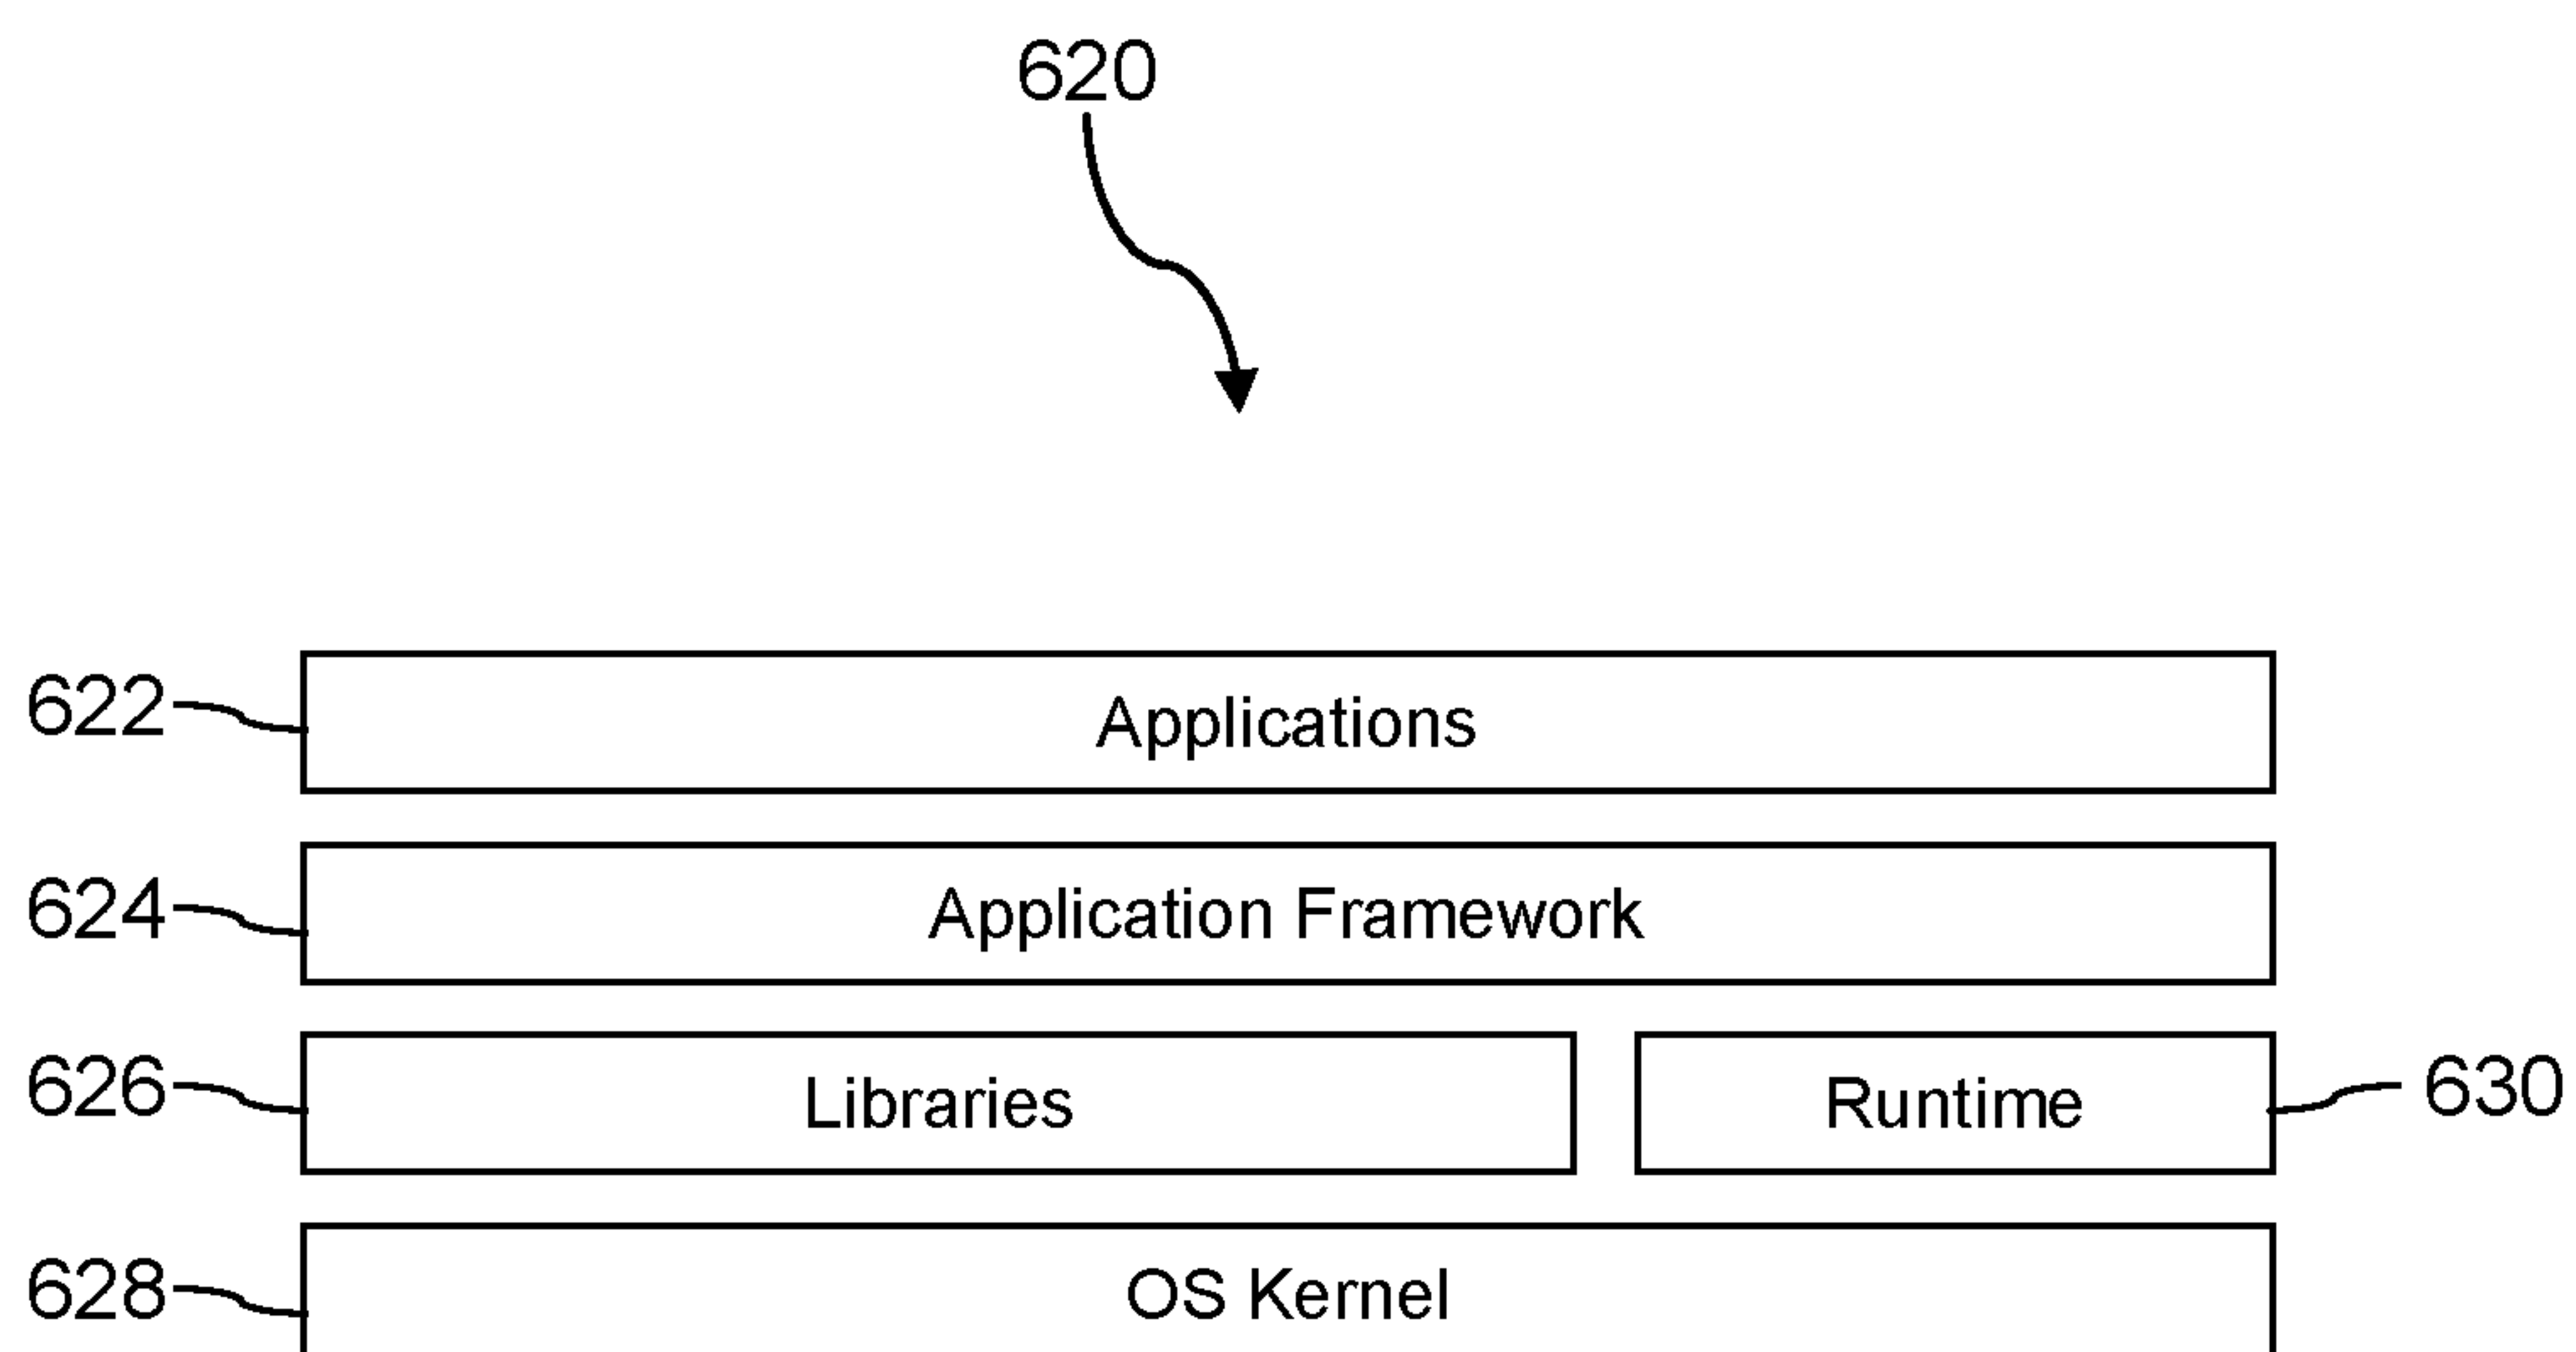 620
622 Applications
624 Application Framework
626 Libraries Runtime 630
628 OS Kernel